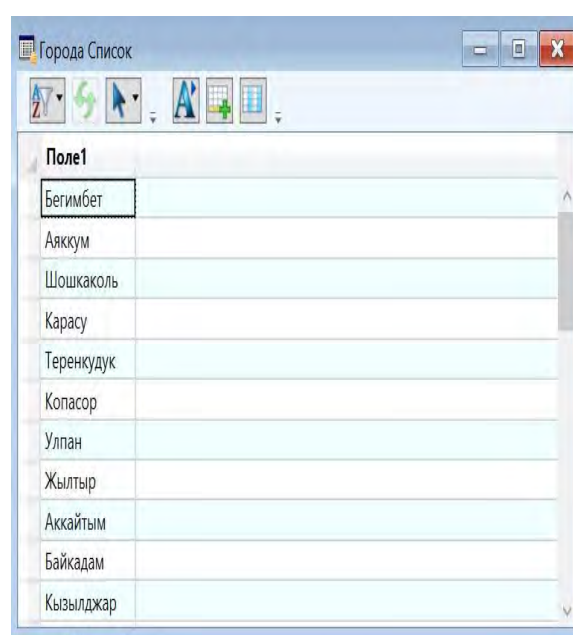 Города Список
Поле1
Бегимбет
Аяккум
Шошкаколь
Карасу
Теренкудук
Копасор
Улпан
Жылтыр
Аккайтым
Байкадам
Кызылджар